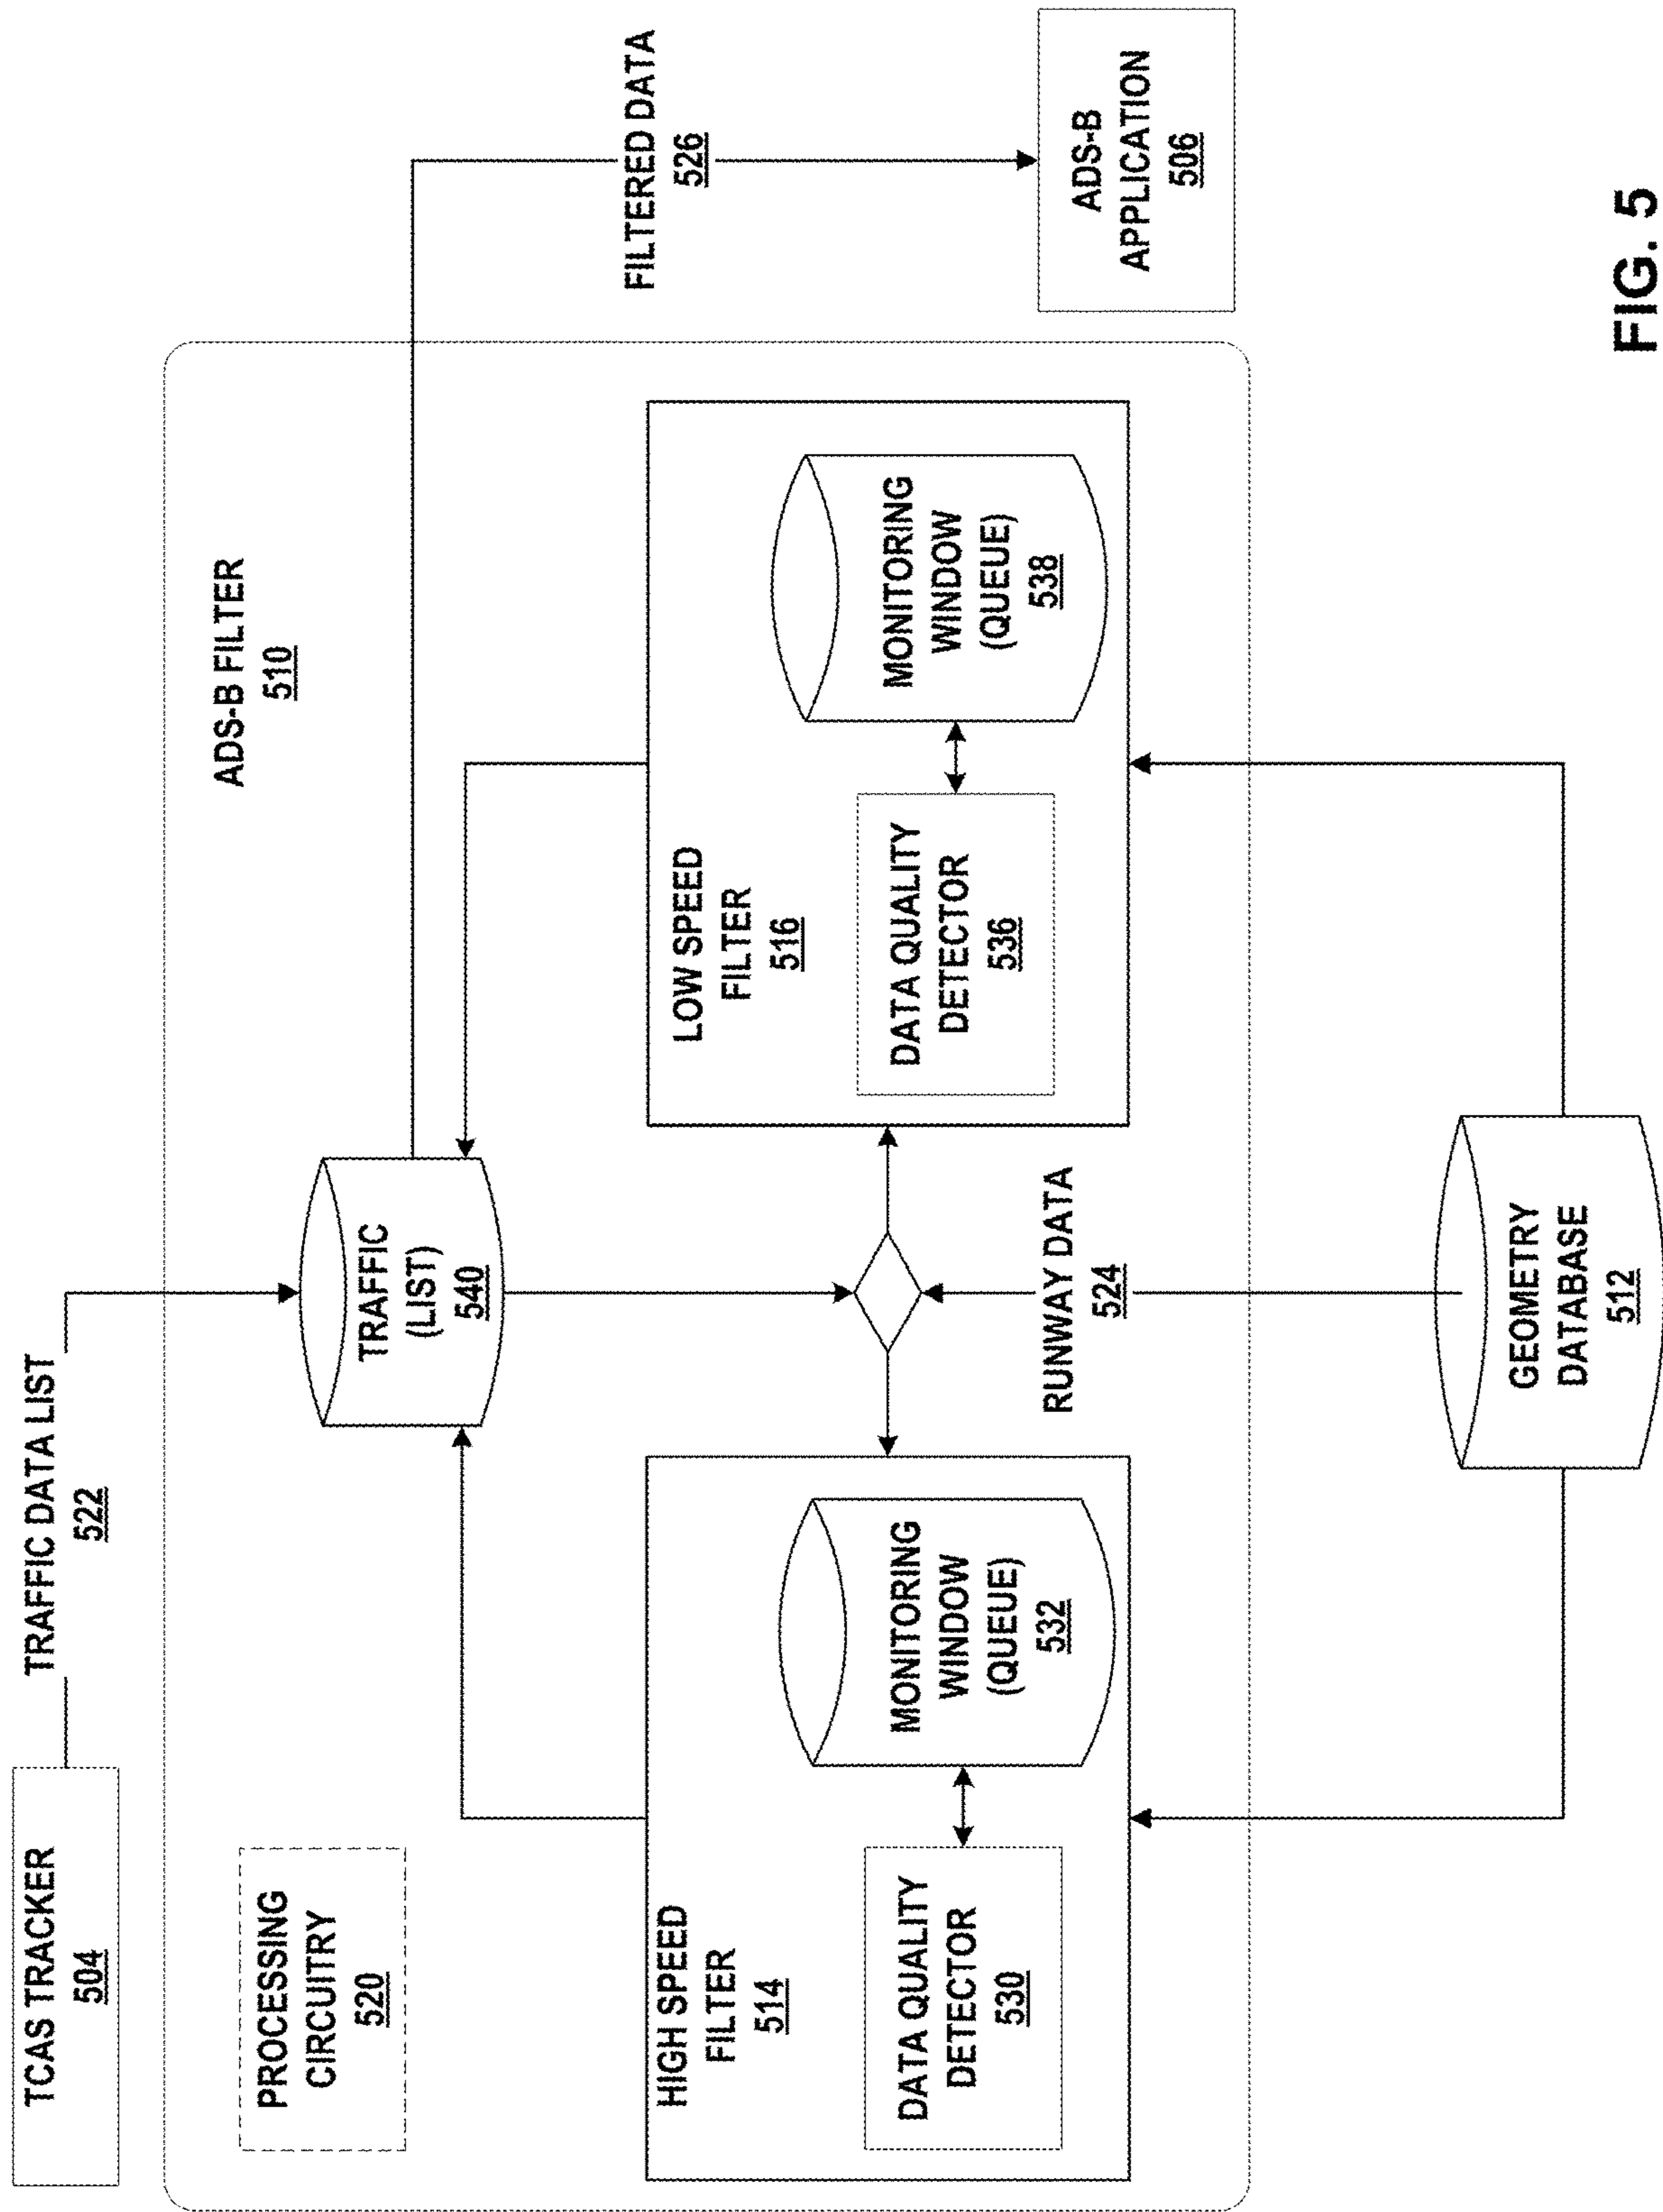 TCAS TRACKER
504
TRAFFIC DATA LIST
522
PROCESSING
CIRCUITRY
520
ADS-B FILTER
510
TRAFFIC
(LIST)
540
FILTERED DATA
526
HIGH SPEED
FILTER
514
DATA QUALITY
DETECTOR
530
MONITORING
WINDOW
(QUEUE)
532
LOW SPEED
FILTER
516
DATA QUALITY
DETECTOR
536
MONITORING
WINDOW
(QUEUE)
538
RUNWAY DATA
524
ADS-B
APPLICATION
506
GEOMETRY
DATABASE
512
FIG. 5